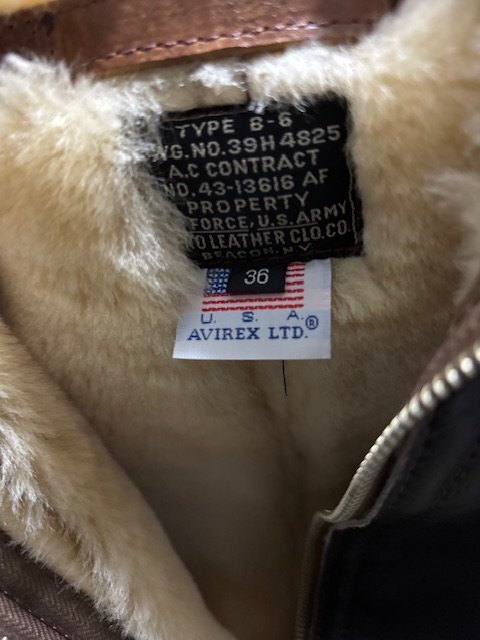 TYPE B-6
WG.NO.39H4825
A.C CONTRACT
NO. 43-13616 AF
PROPERTY
FORCE, U.S. ARMY
LEATHER CLO.CO.
BEACON, N.Y.
36
U. S. A.
AVIREX LTD.®